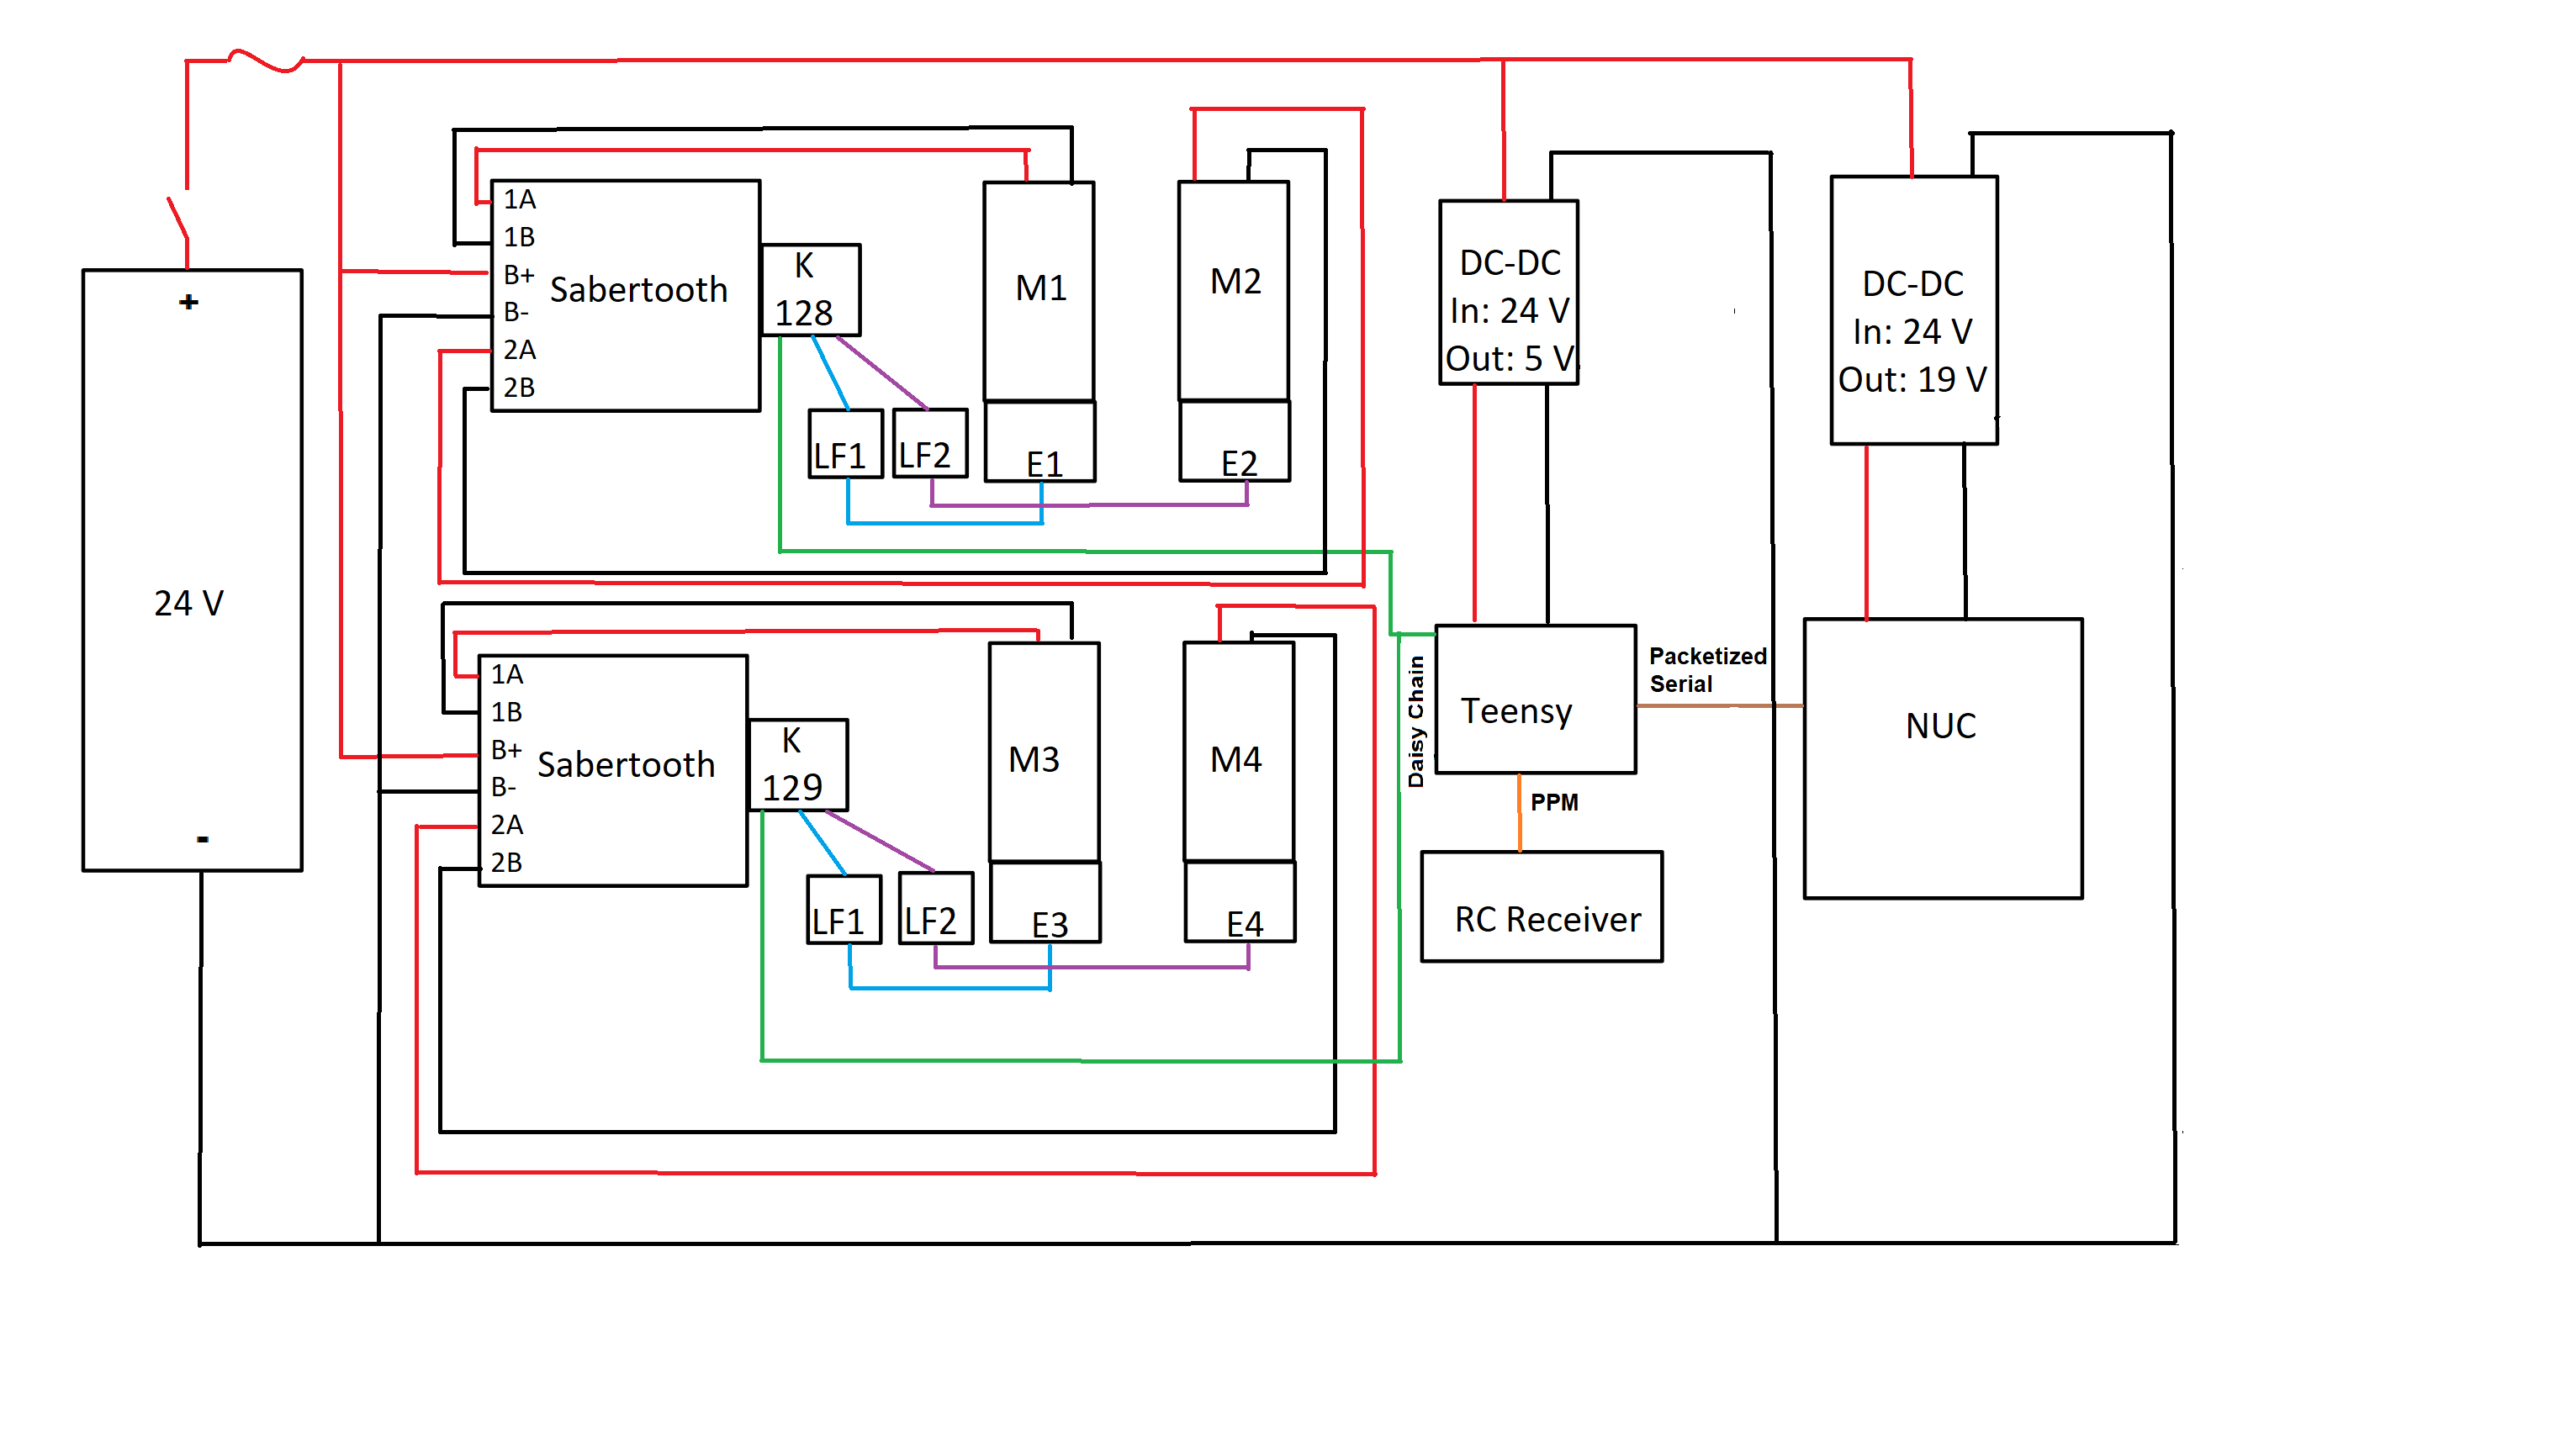 +
24 V
-
1A
1B
B+
B-
2A
2B
Sabertooth
K
128
LF1
LF2
M1
E1
M2
E2
1A
1B
B+
B-
2A
2B
Sabertooth
K
129
LF1
LF2
M3
E3
M4
E4
DC-DC
In: 24 V
Out: 5 V
DC-DC
In: 24 V
Out: 19 V
Daisy Chain
Teensy
Packetized
Serial
NUC
PPM
RC Receiver